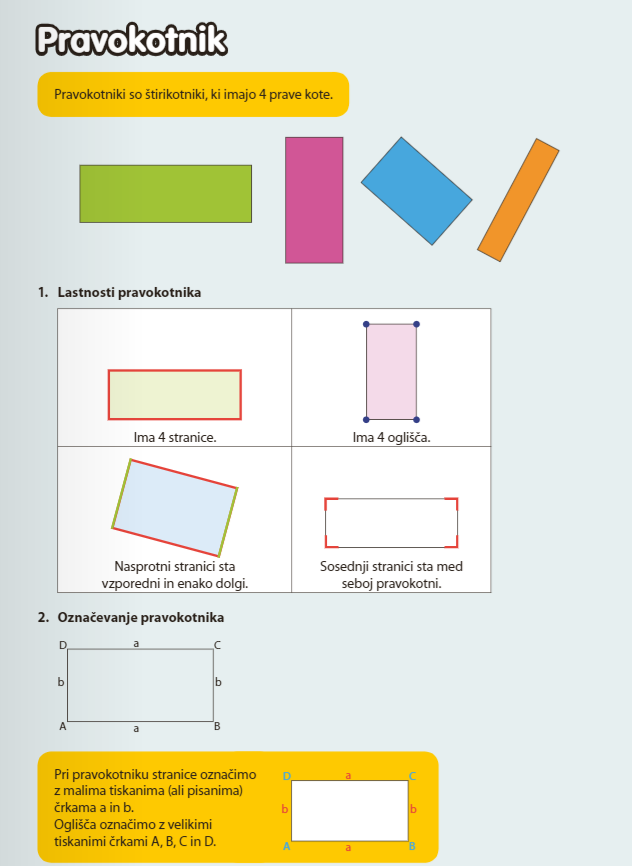 Pravokotnik
Pravokotniki so štirikotniki, ki imajo 4 prave kote.
1. Lastnosti pravokotnika
Ima 4 stranice.
Ima 4 oglišča.
Nasprotni stranici sta
vzporedni in enako dolgi.
Sosednji stranici sta med
seboj pravokotni.
2. Označevanje pravokotnika
D a C
b b
A a B
Pri pravokotniku stranice označimo
z malima tiskanima (ali pisanima)
črkama a in b.
Oglišča označimo z velikimi
tiskanimi črkami A, B, C in D.
D a C
b b
A a B